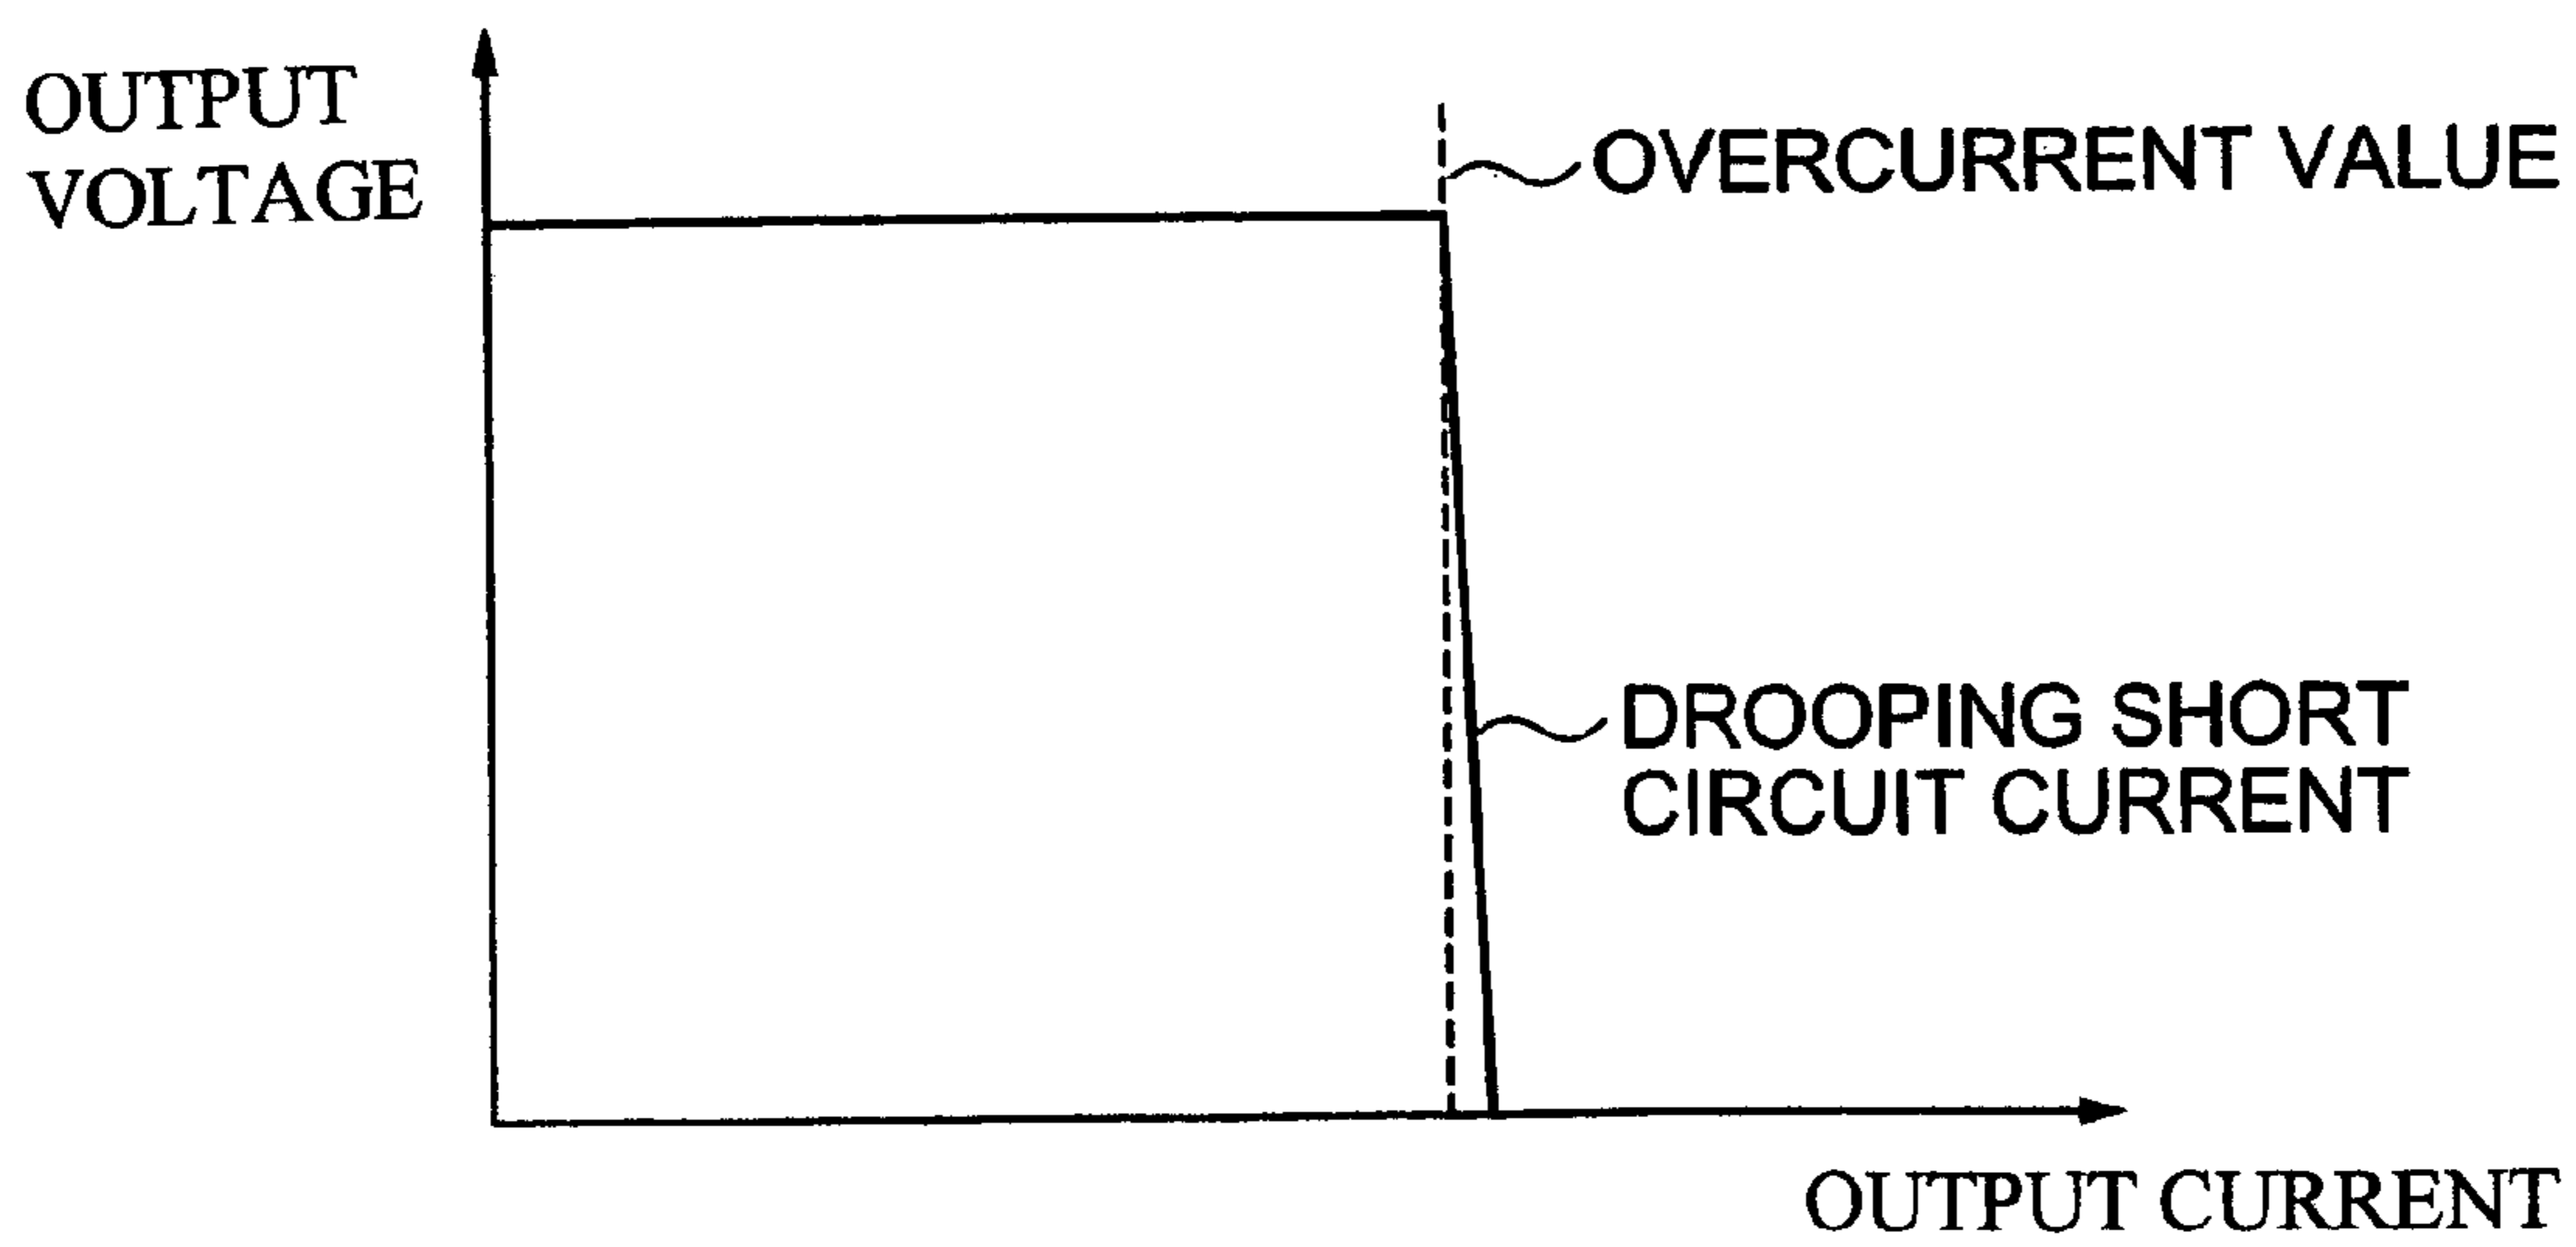 OUTPUT
VOLTAGE
OVERCURRENT VALUE
DROOPING SHORT
CIRCUIT CURRENT
OUTPUT CURRENT